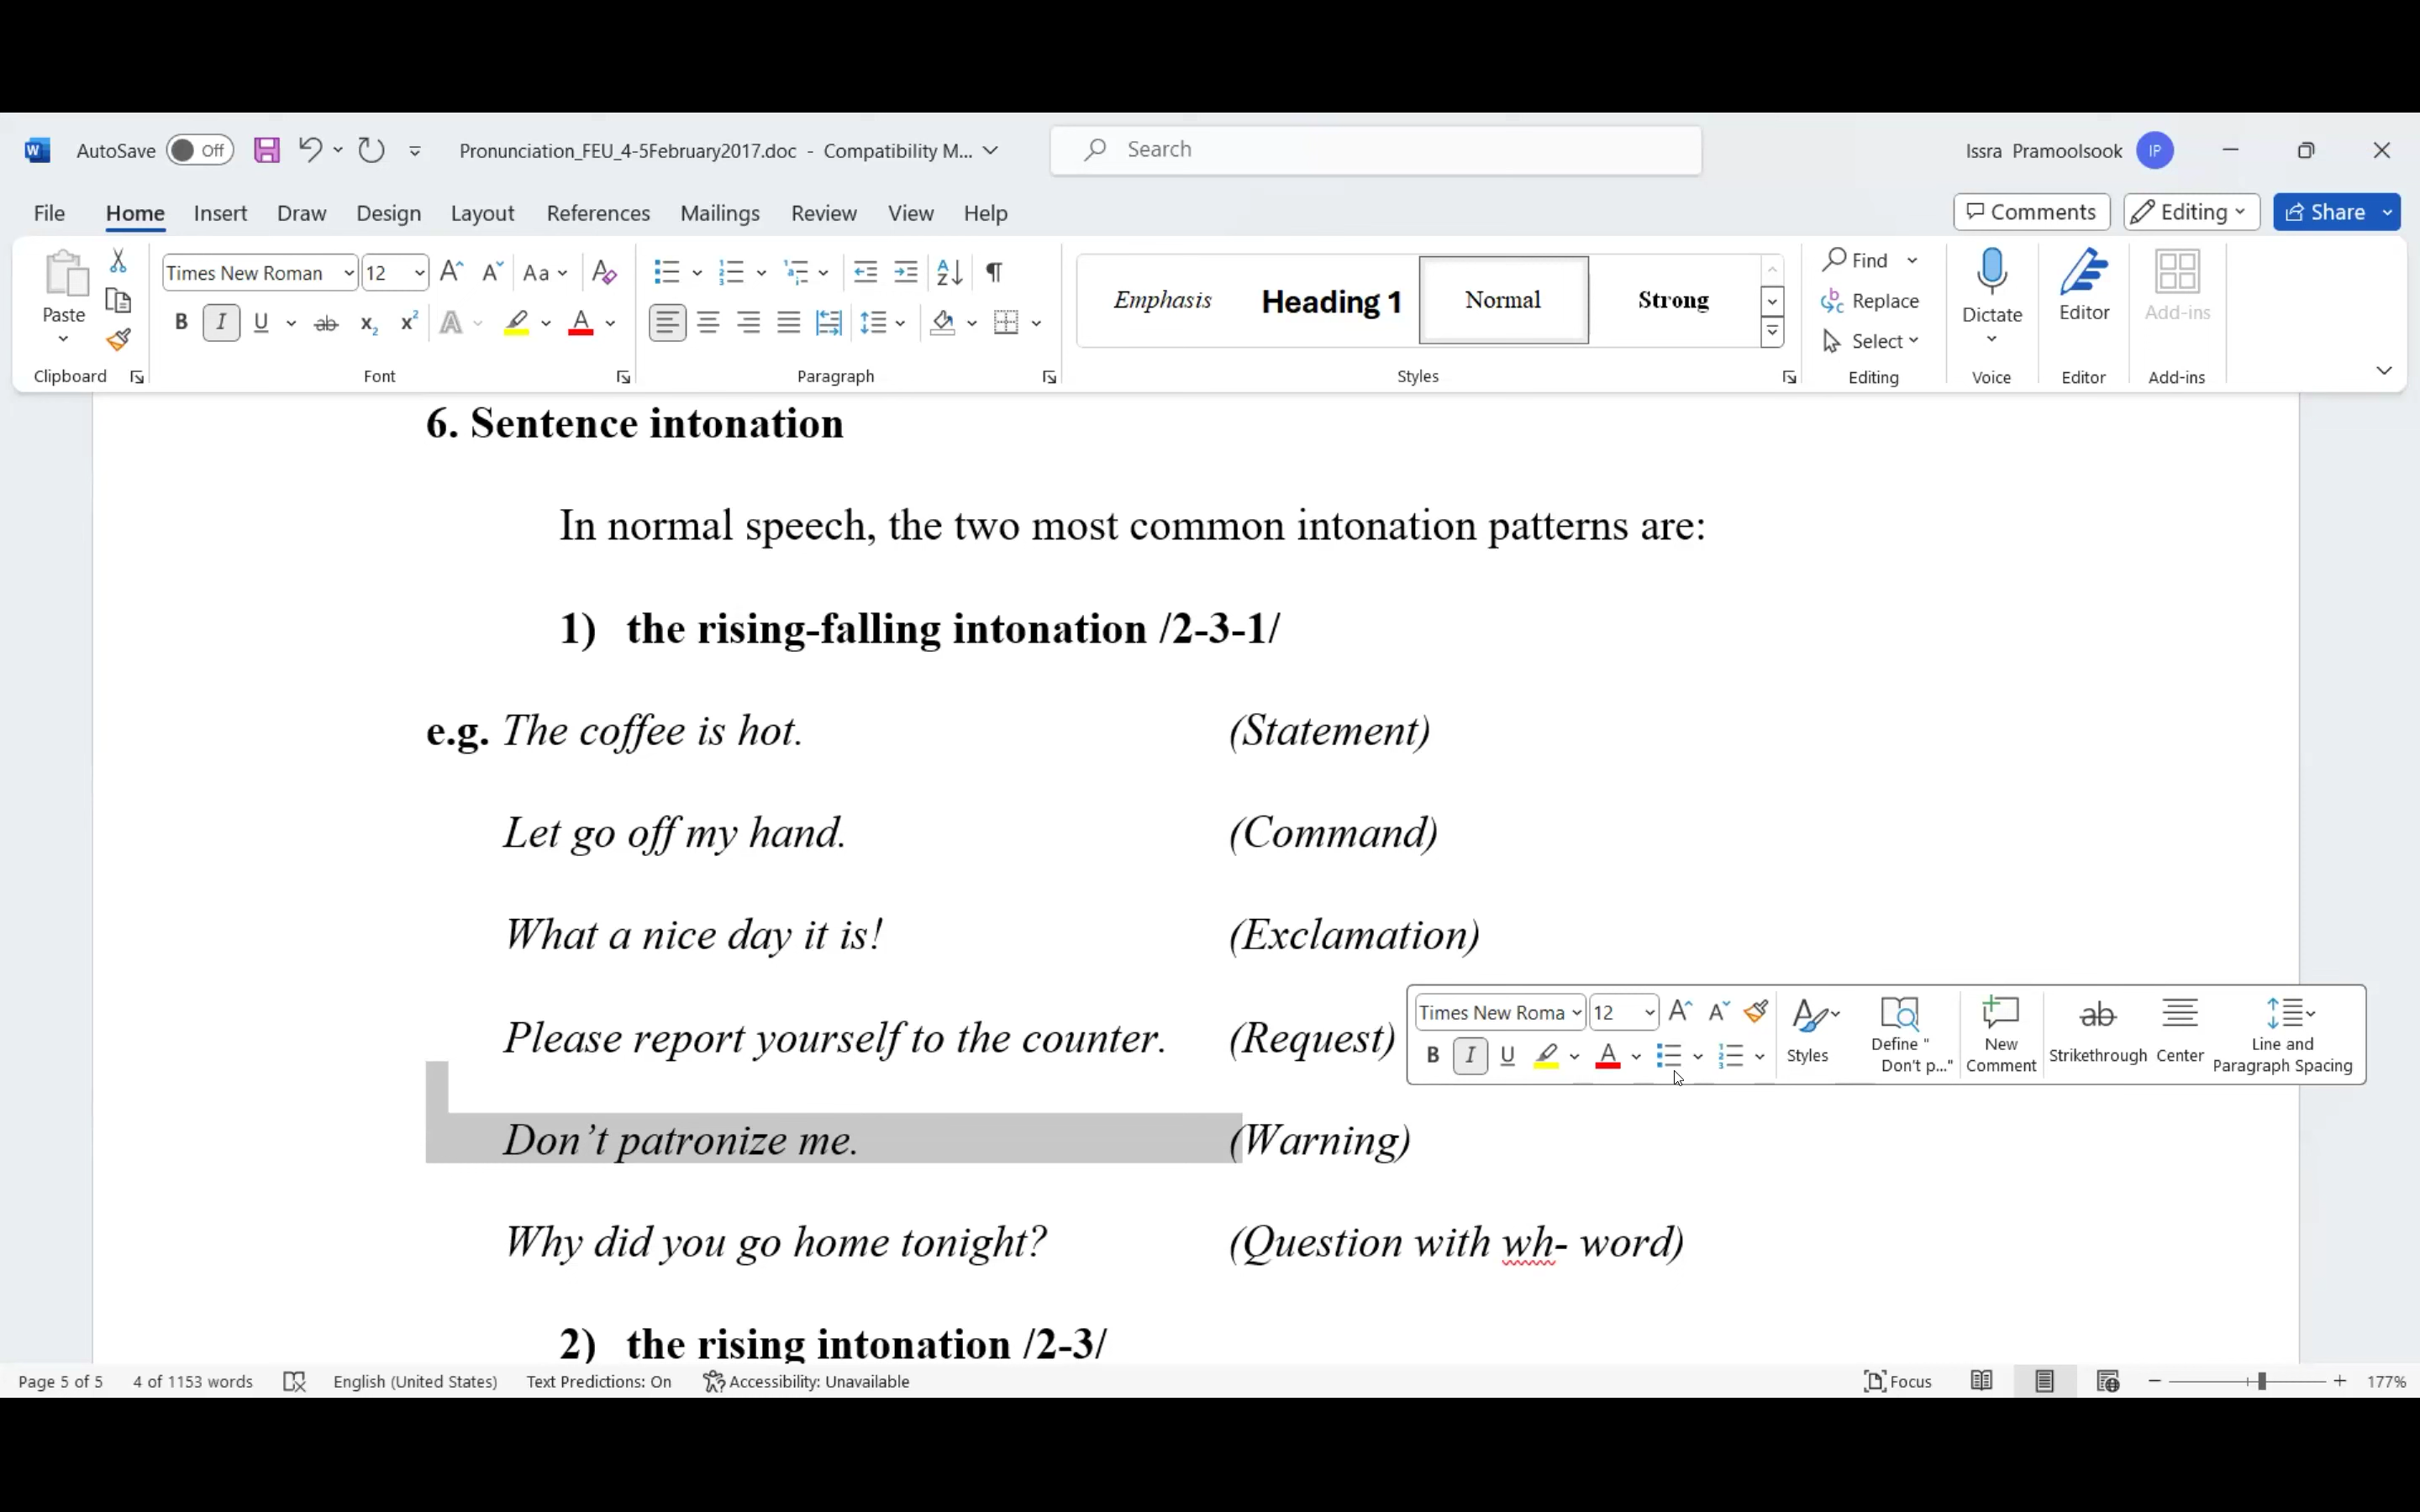 AutoSave Off Pronunciation_FEU_4-5February2017.doc - Compatibility M... Search Issra Pramoolsook IP
File Home Insert Draw Design Layout References Mailings Review View Help Comments Editing Share
Times New Roman 12 Aa Emphasis Heading 1 Normal Strong Find
Paste Replace Dictate Editor Add-ins
Select
Clipboard Font Paragraph Styles Editing Voice Editor Add-ins
6. Sentence intonation
In normal speech, the two most common intonation patterns are:
1) the rising-falling intonation /2-3-1/
e.g. The coffee is hot. (Statement)
Let go off my hand. (Command)
What a nice day it is! (Exclamation)
Please report yourself to the counter. (Request)
Times New Roma 12
B I U A Styles Define " Don't p..." New Comment Strikethrough Center Line and Paragraph Spacing
Don’t patronize me. (Warning)
Why did you go home tonight? (Question with wh- word)
2) the rising intonation /2-3/
Page 5 of 5 4 of 1153 words English (United States) Text Predictions: On Accessibility: Unavailable Focus 177%